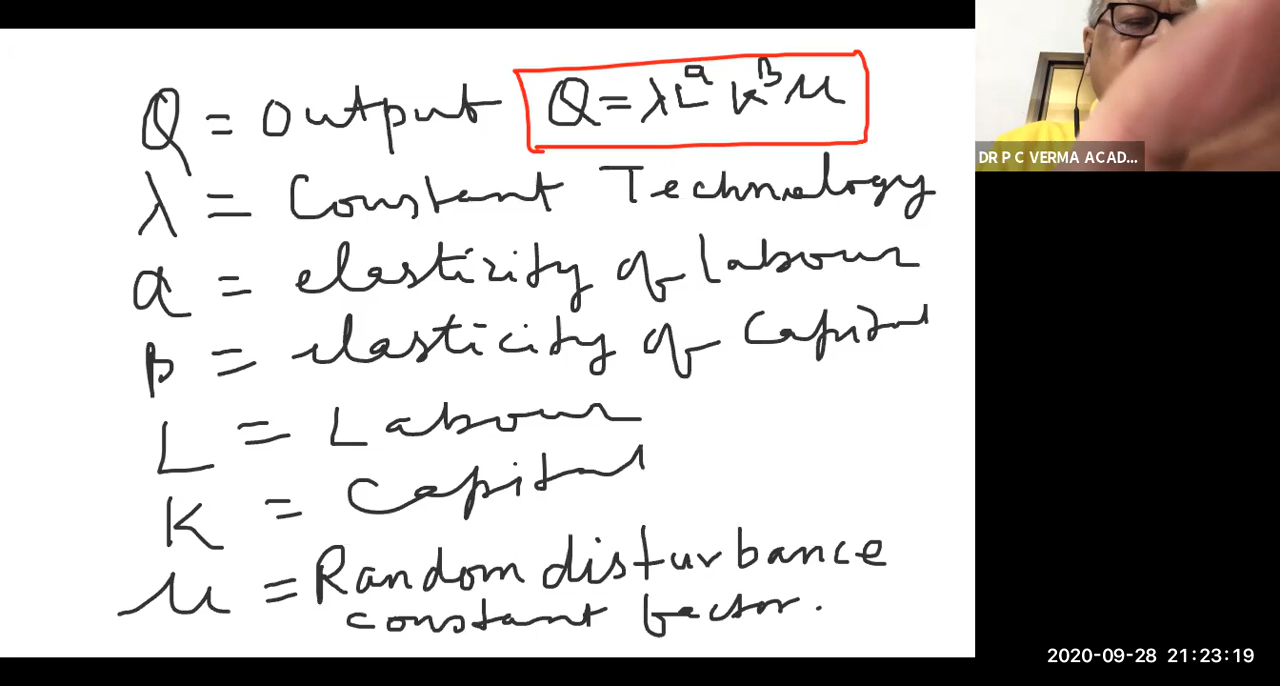 Q = Output Q = λL^α K^β μ
λ = Constant Technology
α = elasticity of labour
β = elasticity of Capital
L = Labour
K = Capital
μ = Random disturbance
constant factor.
DR P C VERMA ACAD...
2020-09-28 21:23:19